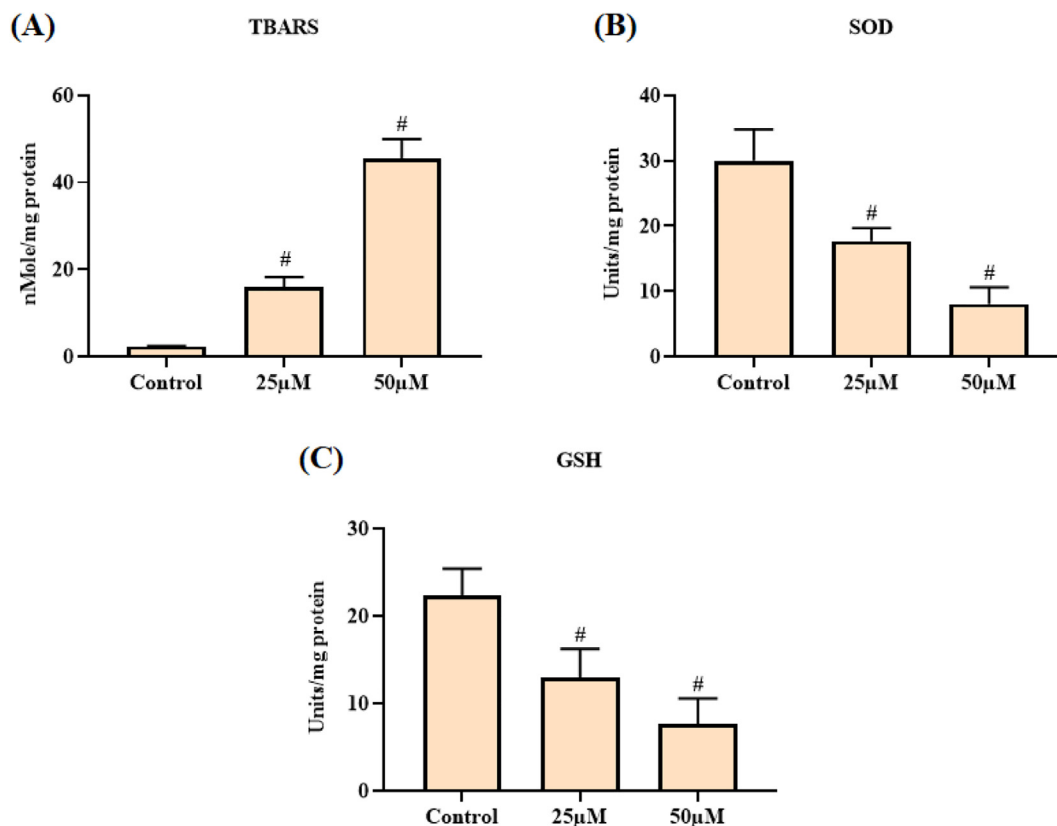 (A)
TBARS
nMole/mg protein
60
40
20
0
#
#
Control 25µM 50µM
(B)
SOD
Units/mg protein
40
30
20
10
0
#
#
Control 25µM 50µM
(C)
GSH
Units/mg protein
30
20
10
0
#
#
Control 25µM 50µM